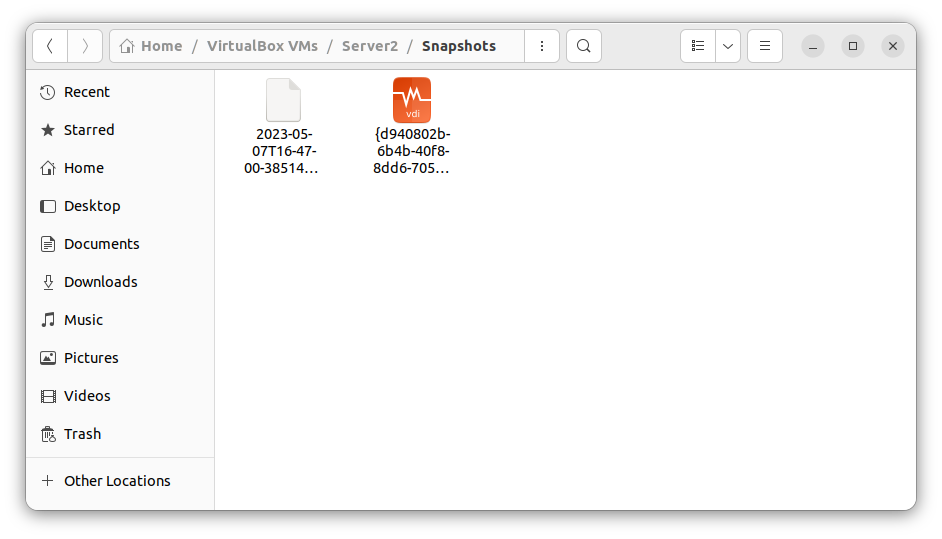 Home / VirtualBox VMs / Server2 / Snapshots
Recent
Starred
Home
Desktop
Documents
Downloads
Music
Pictures
Videos
Trash
Other Locations
2023-05-
07T16-47-
00-38514…
vdi
{d940802b-
6b4b-40f8-
8dd6-705…